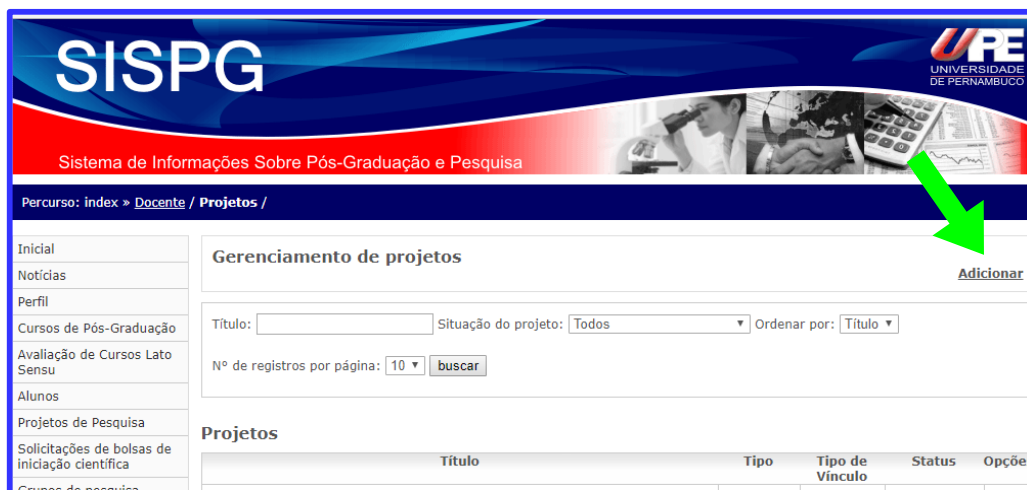 SISPG
UPE
UNIVERSIDADE
DE PERNAMBUCO
Sistema de Informações Sobre Pós-Graduação e Pesquisa
Percurso: index » Docente / Projetos /
Inicial
Notícias
Perfil
Cursos de Pós-Graduação
Avaliação de Cursos Lato
Sensu
Alunos
Projetos de Pesquisa
Solicitações de bolsas de
iniciação científica
Grupos de pesquisa
Gerenciamento de projetos
Adicionar
Título: Situação do projeto: Todos Ordenar por: Título
Nº de registros por página: 10 buscar
Projetos
Título Tipo Tipo de Vínculo Status Opçõe